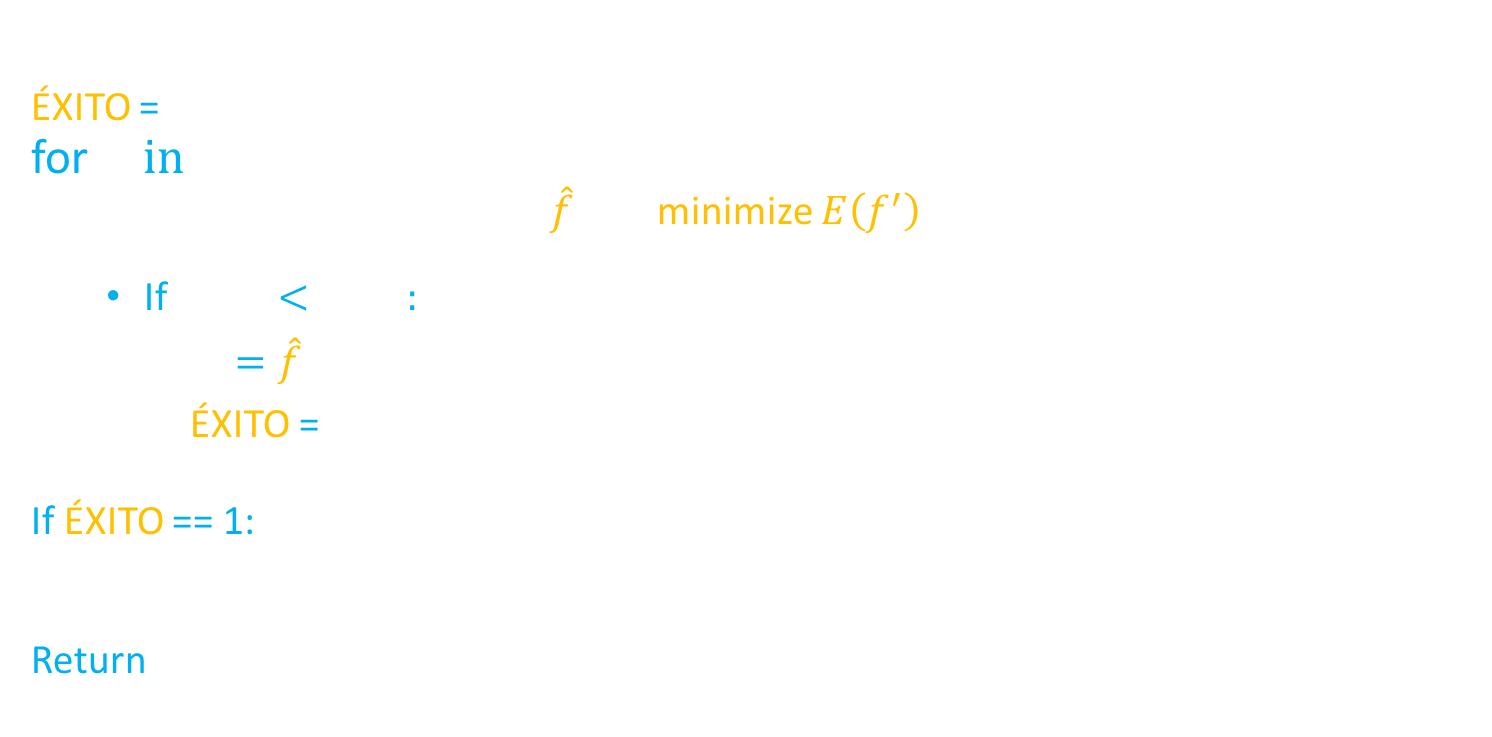 ÉXITO =
for in
f̂ minimize E(f′)
• If < :
= f̂
ÉXITO =
If ÉXITO == 1:
Return